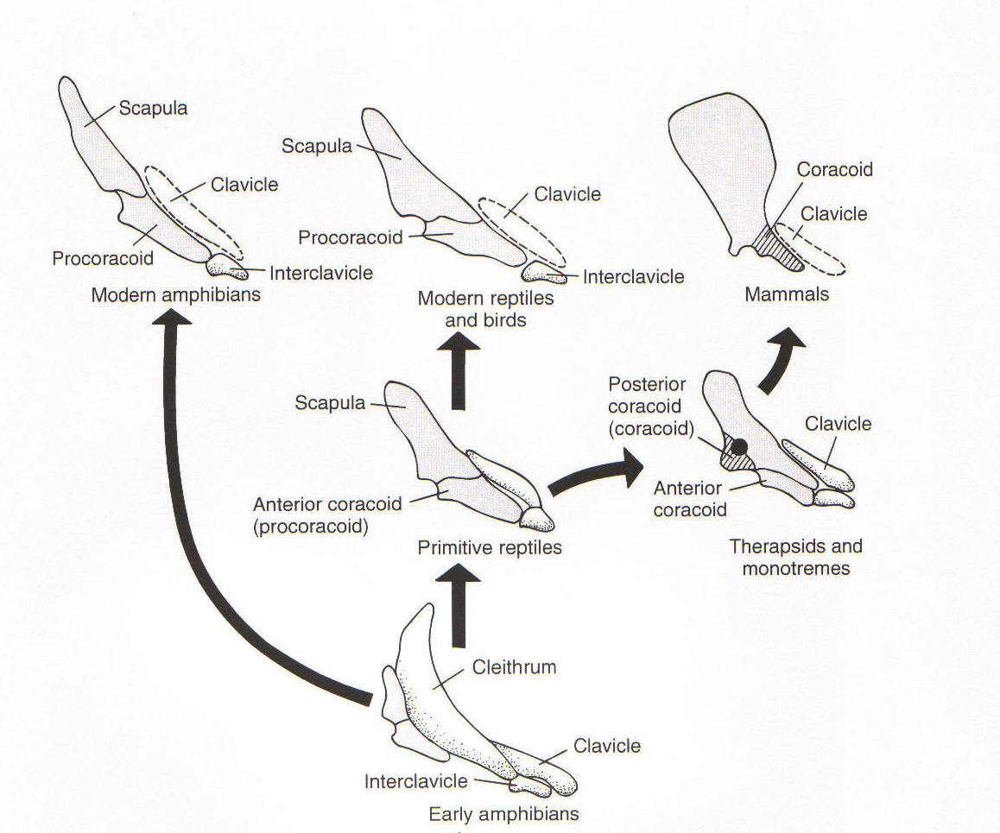 Scapula
Clavicle
Procoracoid
Interclavicle
Modern amphibians
Scapula
Clavicle
Procoracoid
Interclavicle
Modern reptiles
and birds
Coracoid
Clavicle
Mammals
Scapula
Anterior coracoid
(procoracoid)
Primitive reptiles
Posterior
coracoid
(coracoid)
Clavicle
Anterior
coracoid
Therapsids and
monotremes
Cleithrum
Clavicle
Interclavicle
Early amphibians